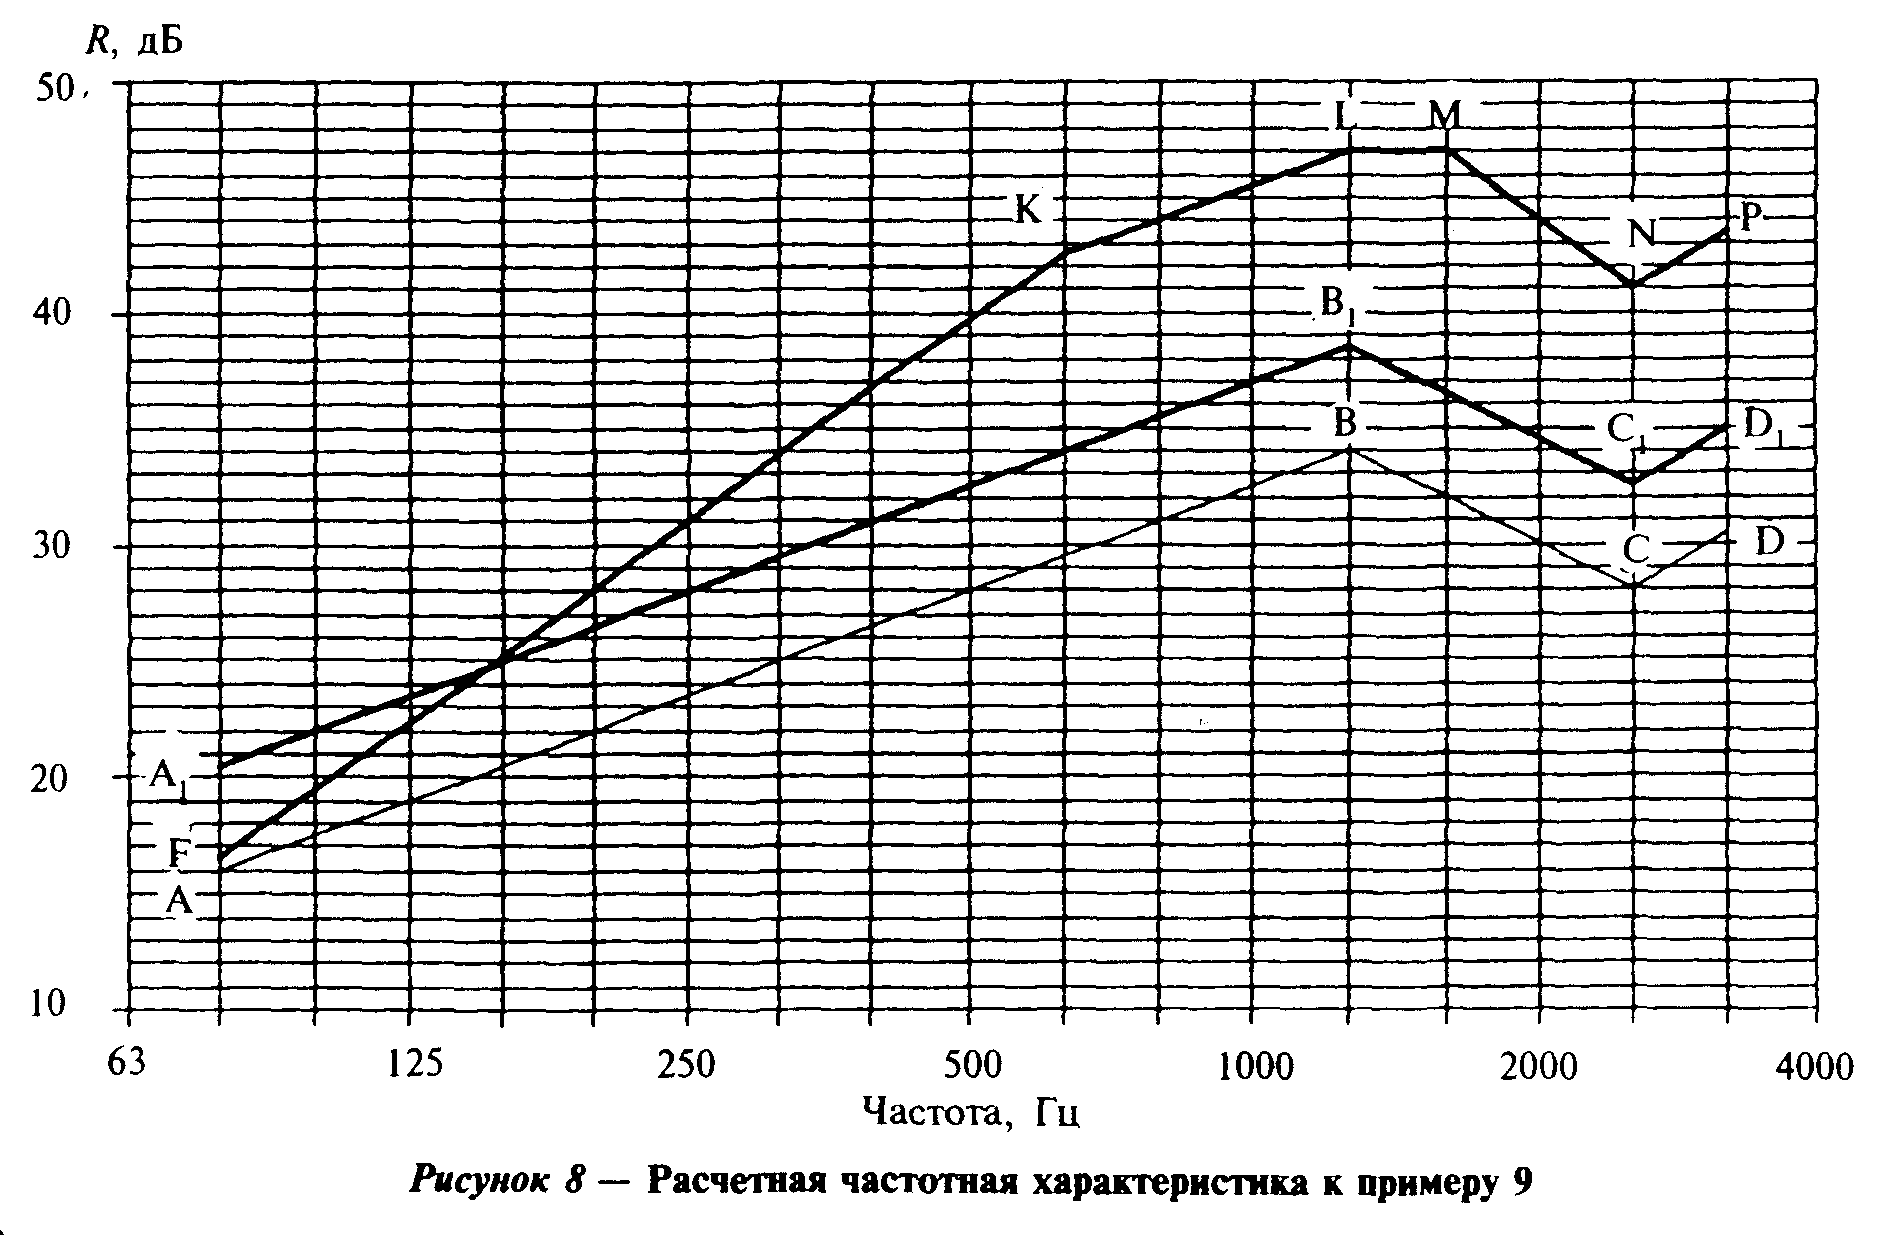 R, дБ
50
L M
K
P
N
40
B1
B
C1 D1
30
C D
20
A1
F
A
10
63 125 250 500 1000 2000 4000
Частота, Гц
Рисунок 8 — Расчетная частотная характеристика к примеру 9